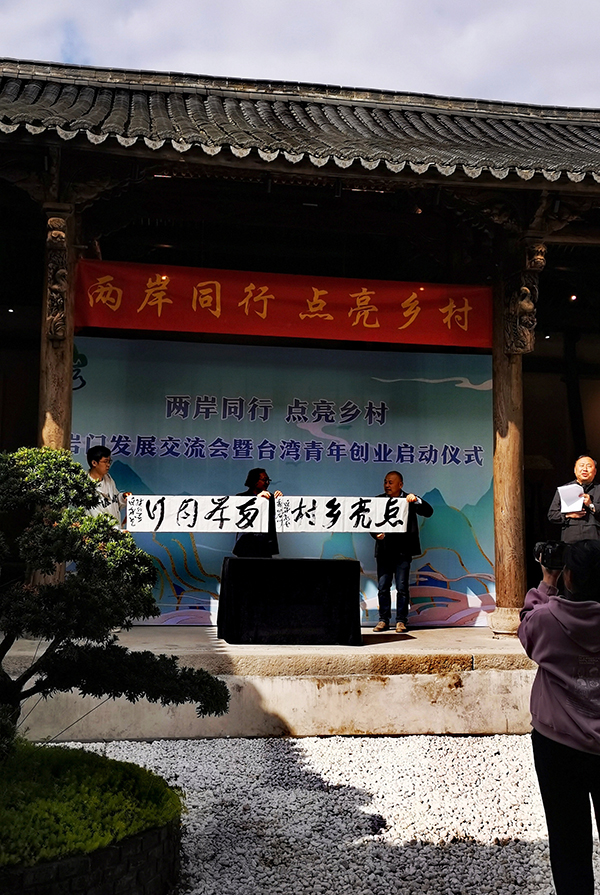 两岸同行 点亮乡村
两岸同行 点亮乡村
岩门发展交流会暨台湾青年创业启动仪式
两岸同行
点亮乡村